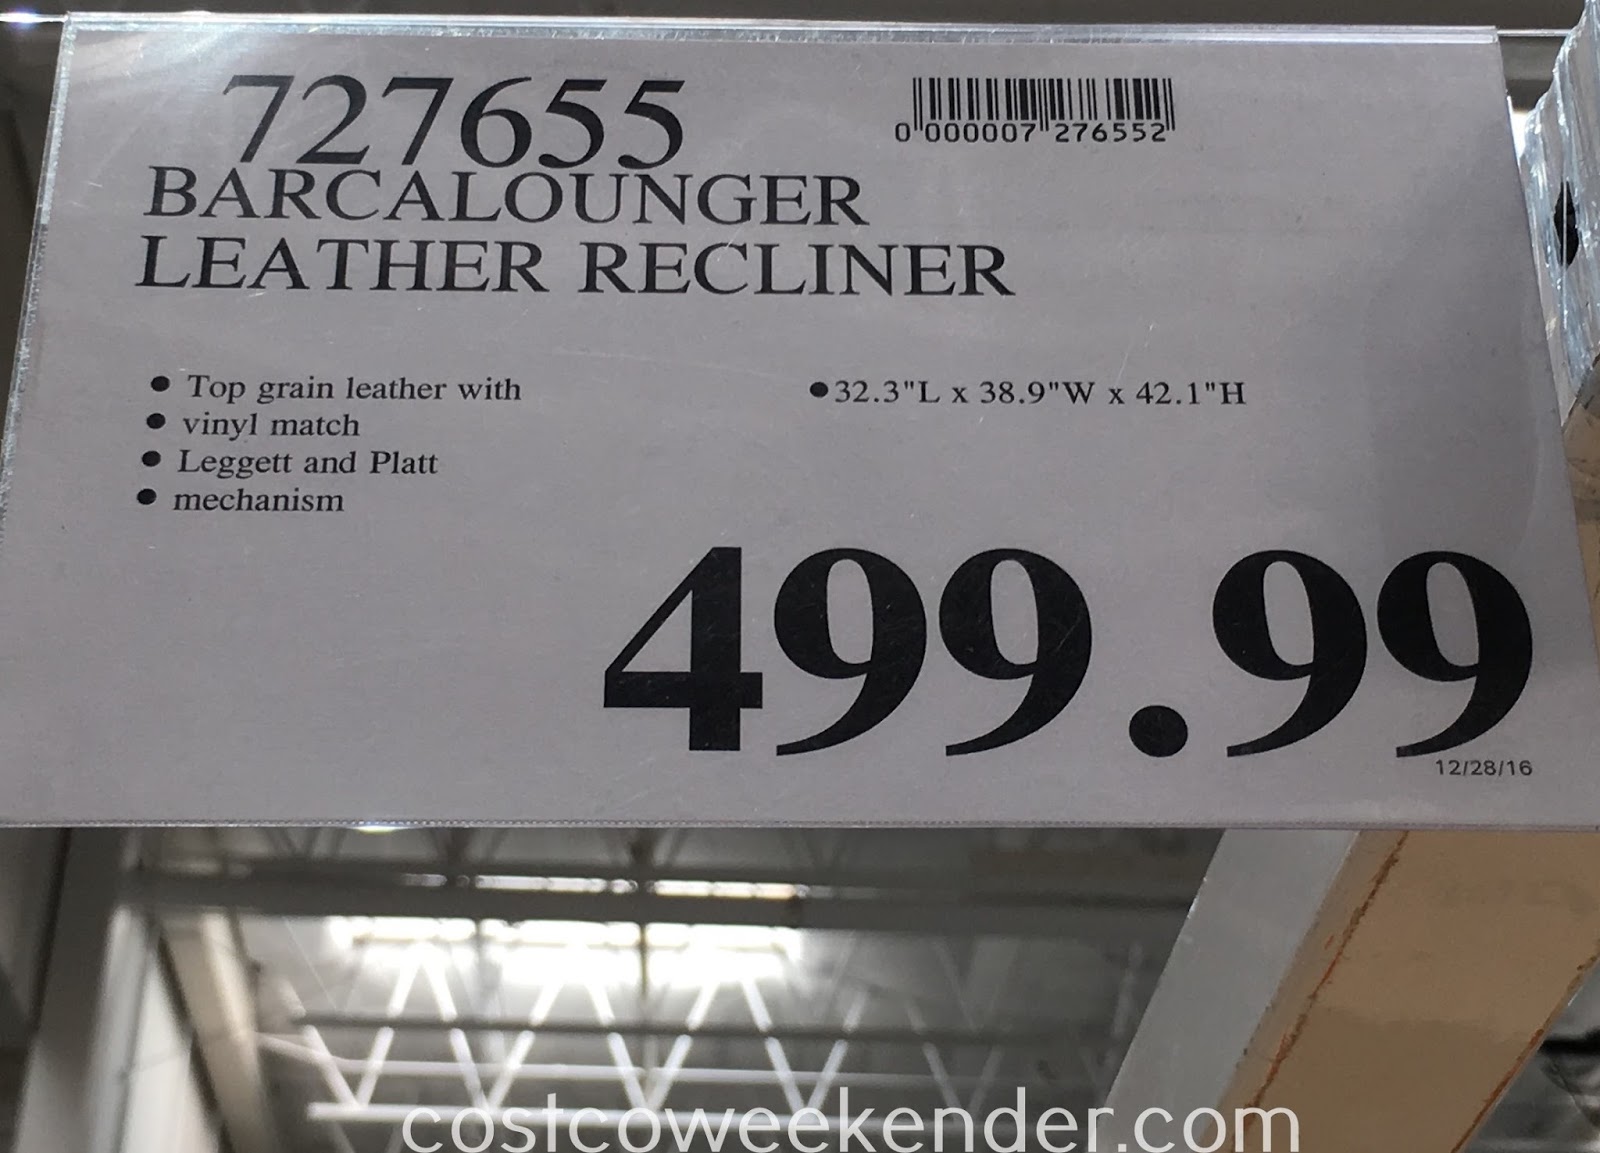 727655
0 000007 276552
BARCALOUNGER
LEATHER RECLINER
• Top grain leather with
• vinyl match
• Leggett and Platt
• mechanism
•32.3"L x 38.9"W x 42.1"H
499.99
12/28/16
costcoweekender.com